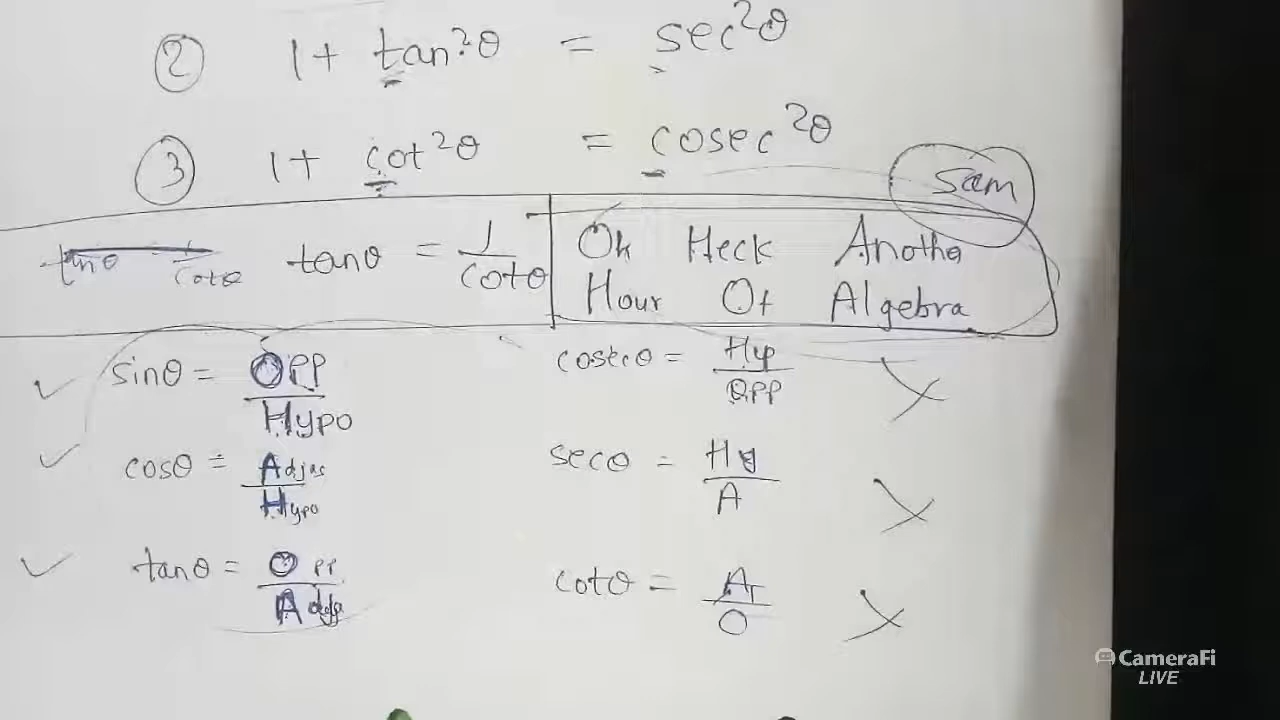 ② 1 + tan²θ = sec²θ
③ 1 + cot²θ = cosec²θ
Sam
tanθ = 1/cotθ
Oh Heck Anotha
Hour Of Algebra
sinθ = Opp/Hypo
cosecθ = Hyp/Opp
cosθ = Adjac/Hypo
secθ = Hy/A
tanθ = Opp/Adj
cotθ = A/O
CameraFi
LIVE